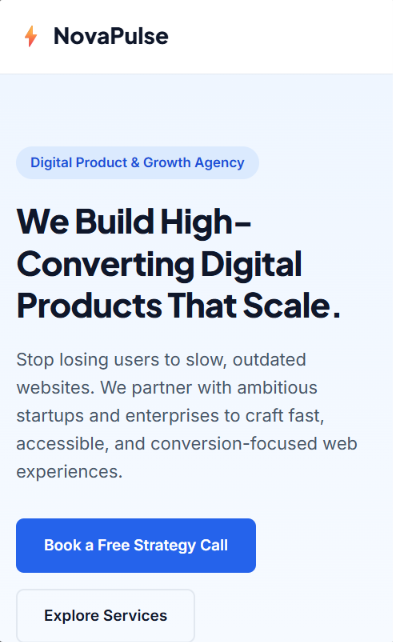 NovaPulse
Digital Product & Growth Agency
We Build High-
Converting Digital
Products That Scale.
Stop losing users to slow, outdated
websites. We partner with ambitious
startups and enterprises to craft fast,
accessible, and conversion-focused web
experiences.
Book a Free Strategy Call
Explore Services